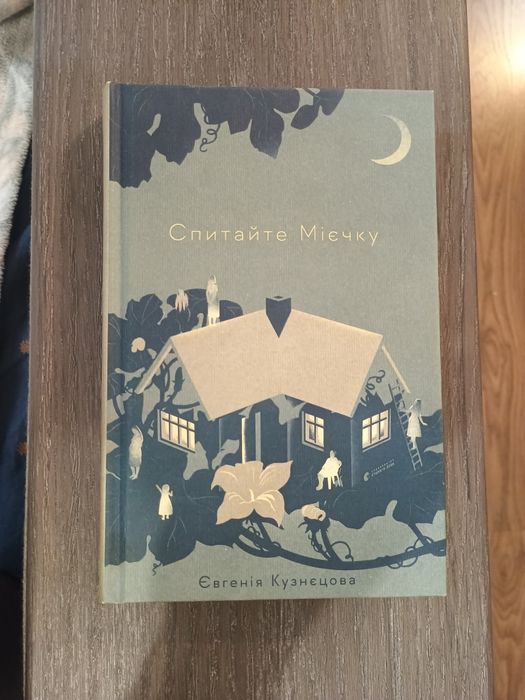 Спитайте Мієчку
Євгенія Кузнєцова